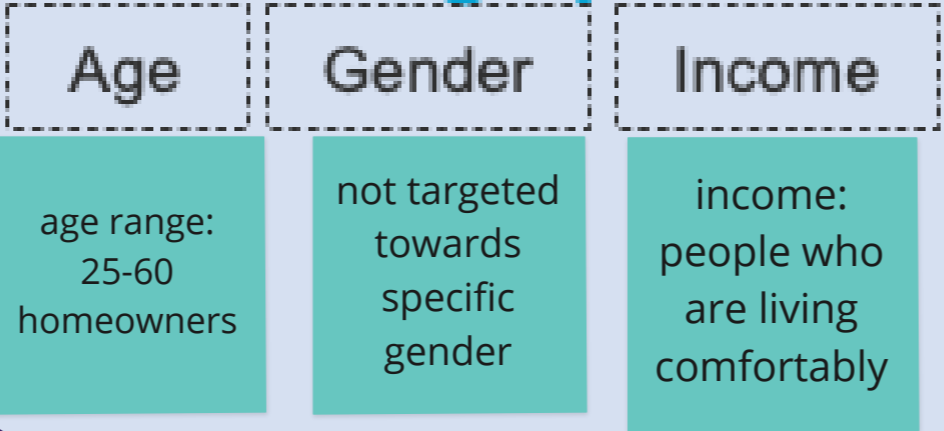 Age
Gender
Income
age range:
25-60
homeowners
not targeted
towards
specific
gender
income:
people who
are living
comfortably